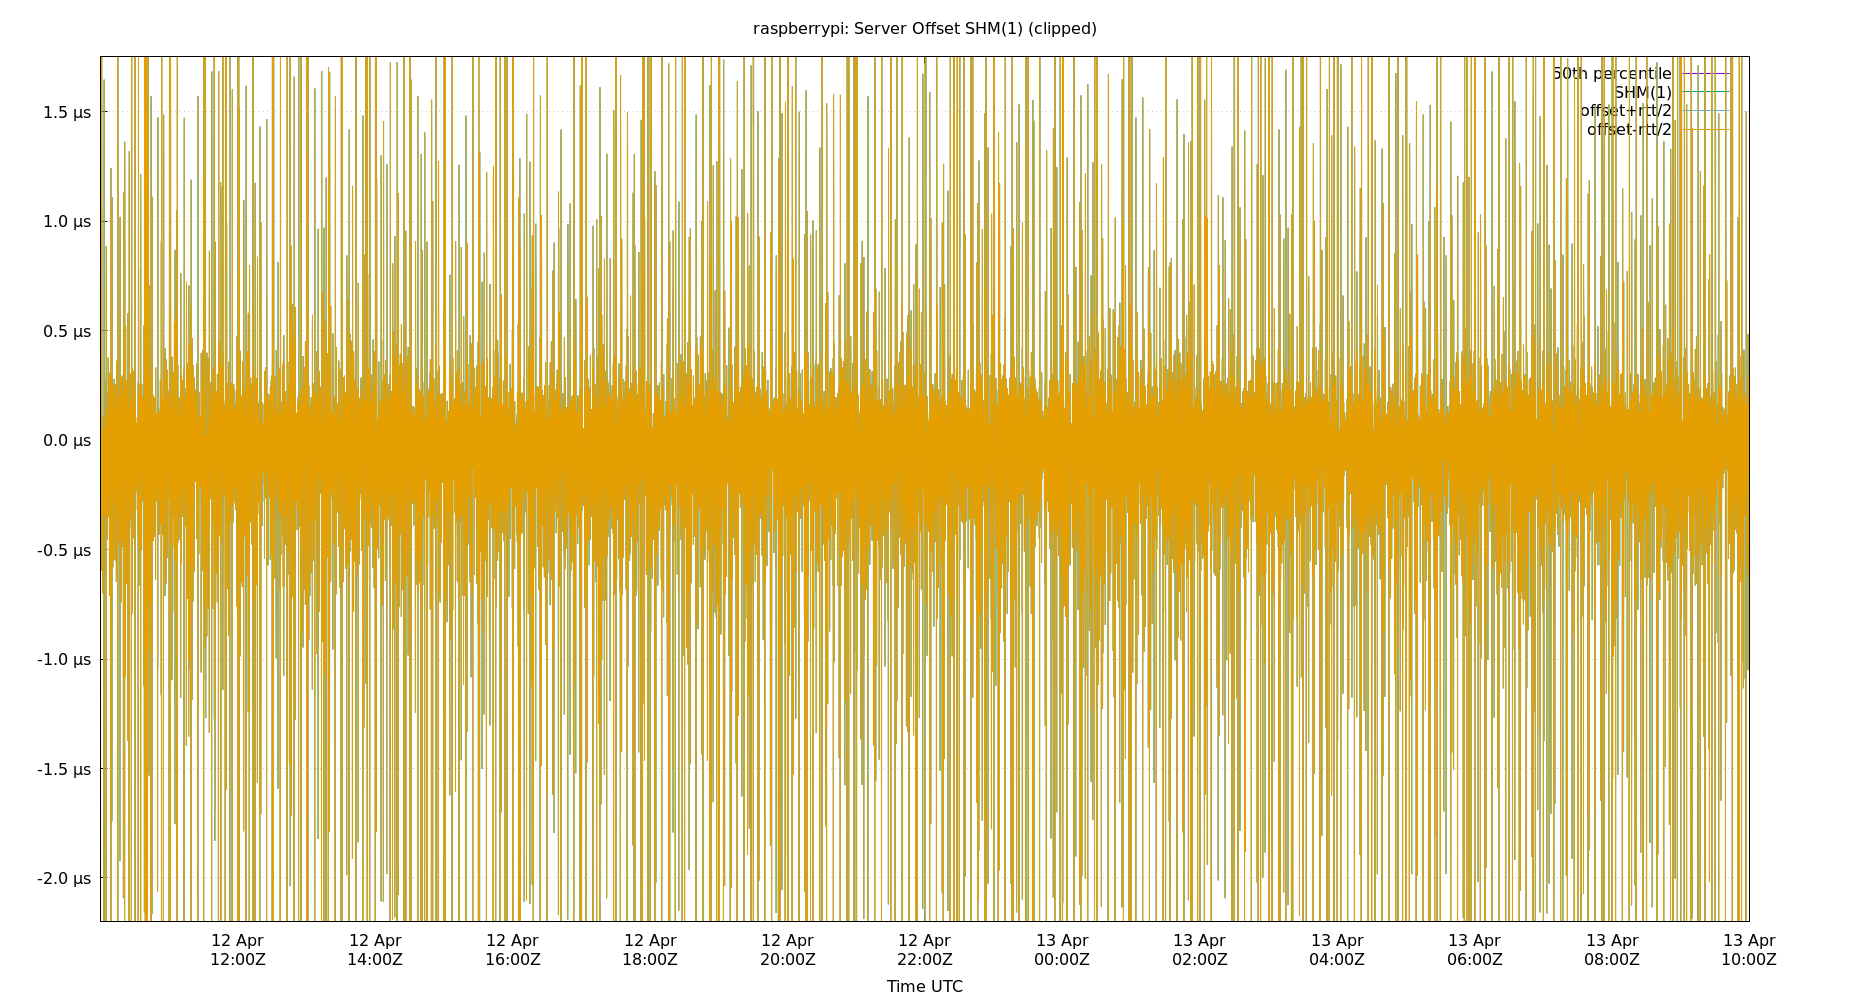 raspberrypi: Server Offset SHM(1) (clipped)
50th percentile
SHM(1)
offset+rtt/2
offset-rtt/2
1.5 µs
1.0 µs
0.5 µs
0.0 µs
-0.5 µs
-1.0 µs
-1.5 µs
-2.0 µs
12 Apr 12 Apr 12 Apr 12 Apr 12 Apr 12 Apr 13 Apr 13 Apr 13 Apr 13 Apr 13 Apr 13 Apr
12:00Z 14:00Z 16:00Z 18:00Z 20:00Z 22:00Z 00:00Z 02:00Z 04:00Z 06:00Z 08:00Z 10:00Z
Time UTC